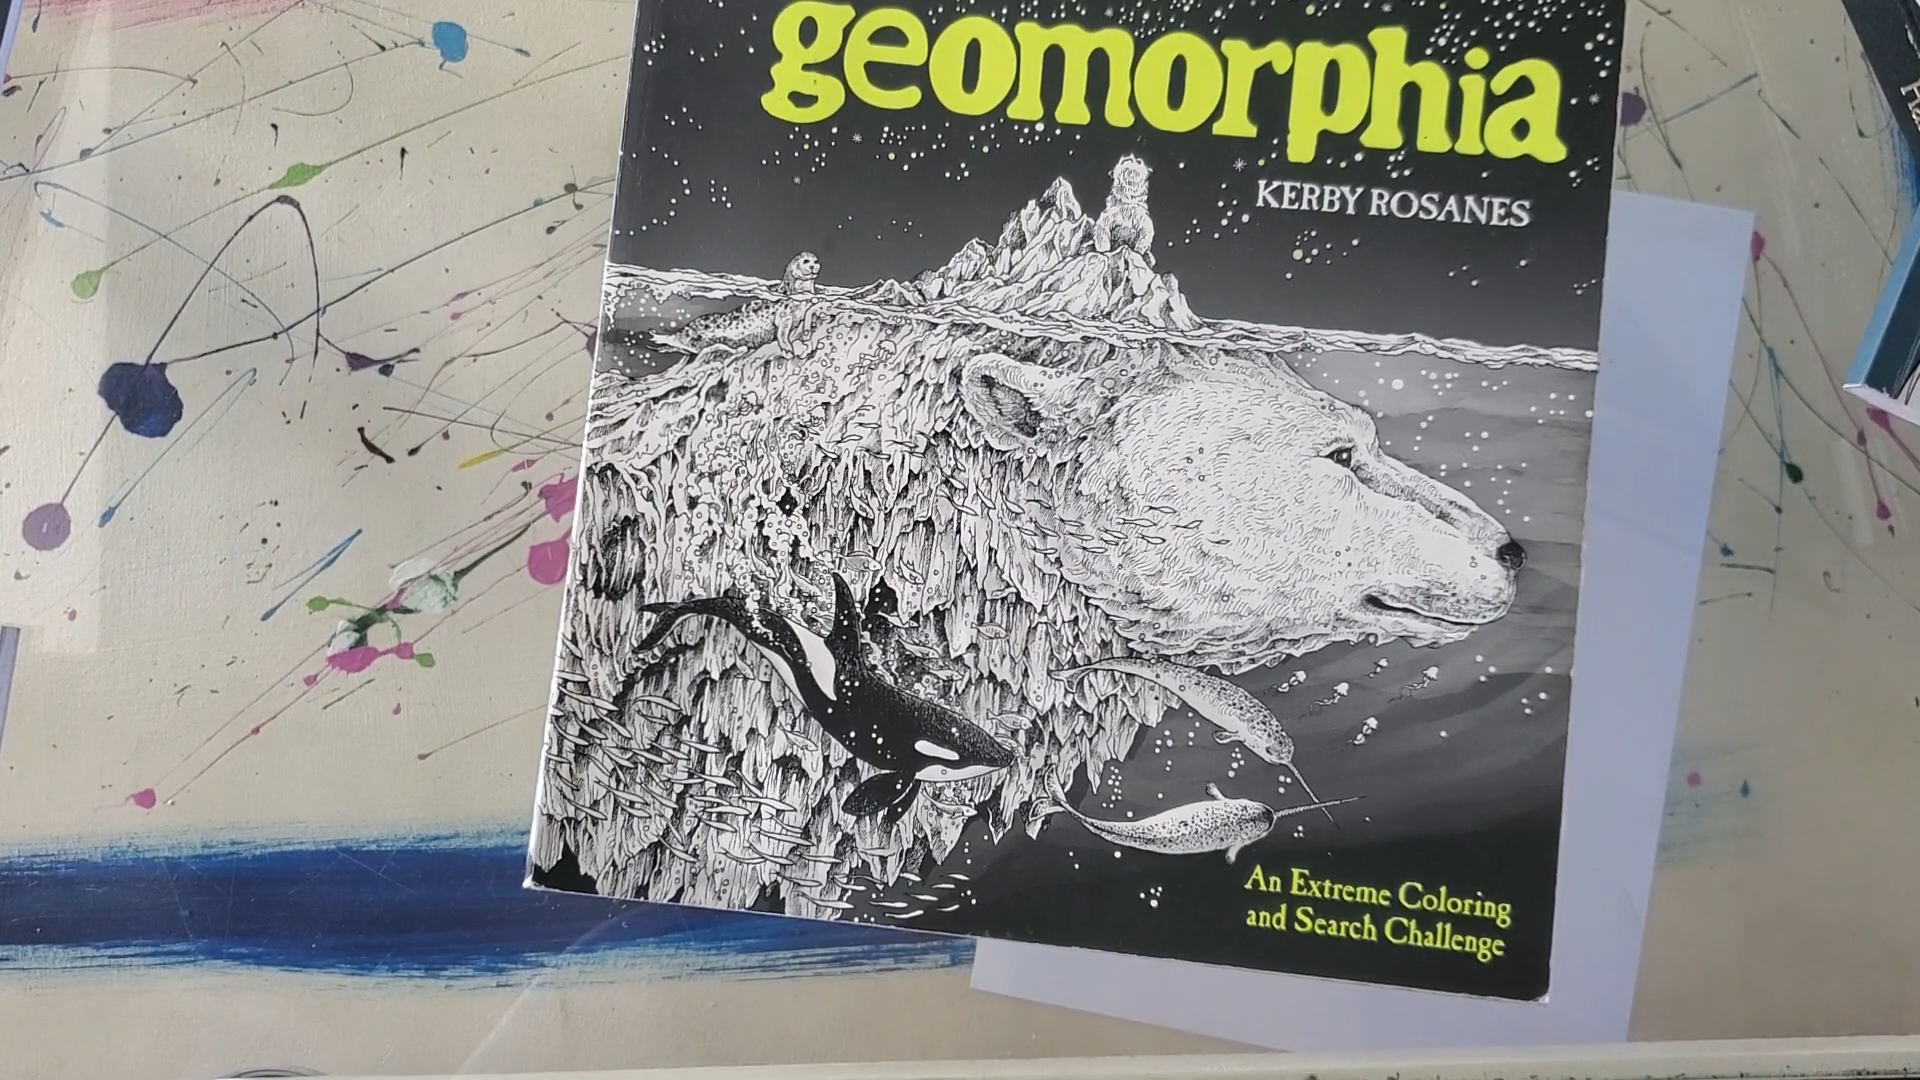 geomorphia
KERBY ROSANES
An Extreme Coloring
and Search Challenge